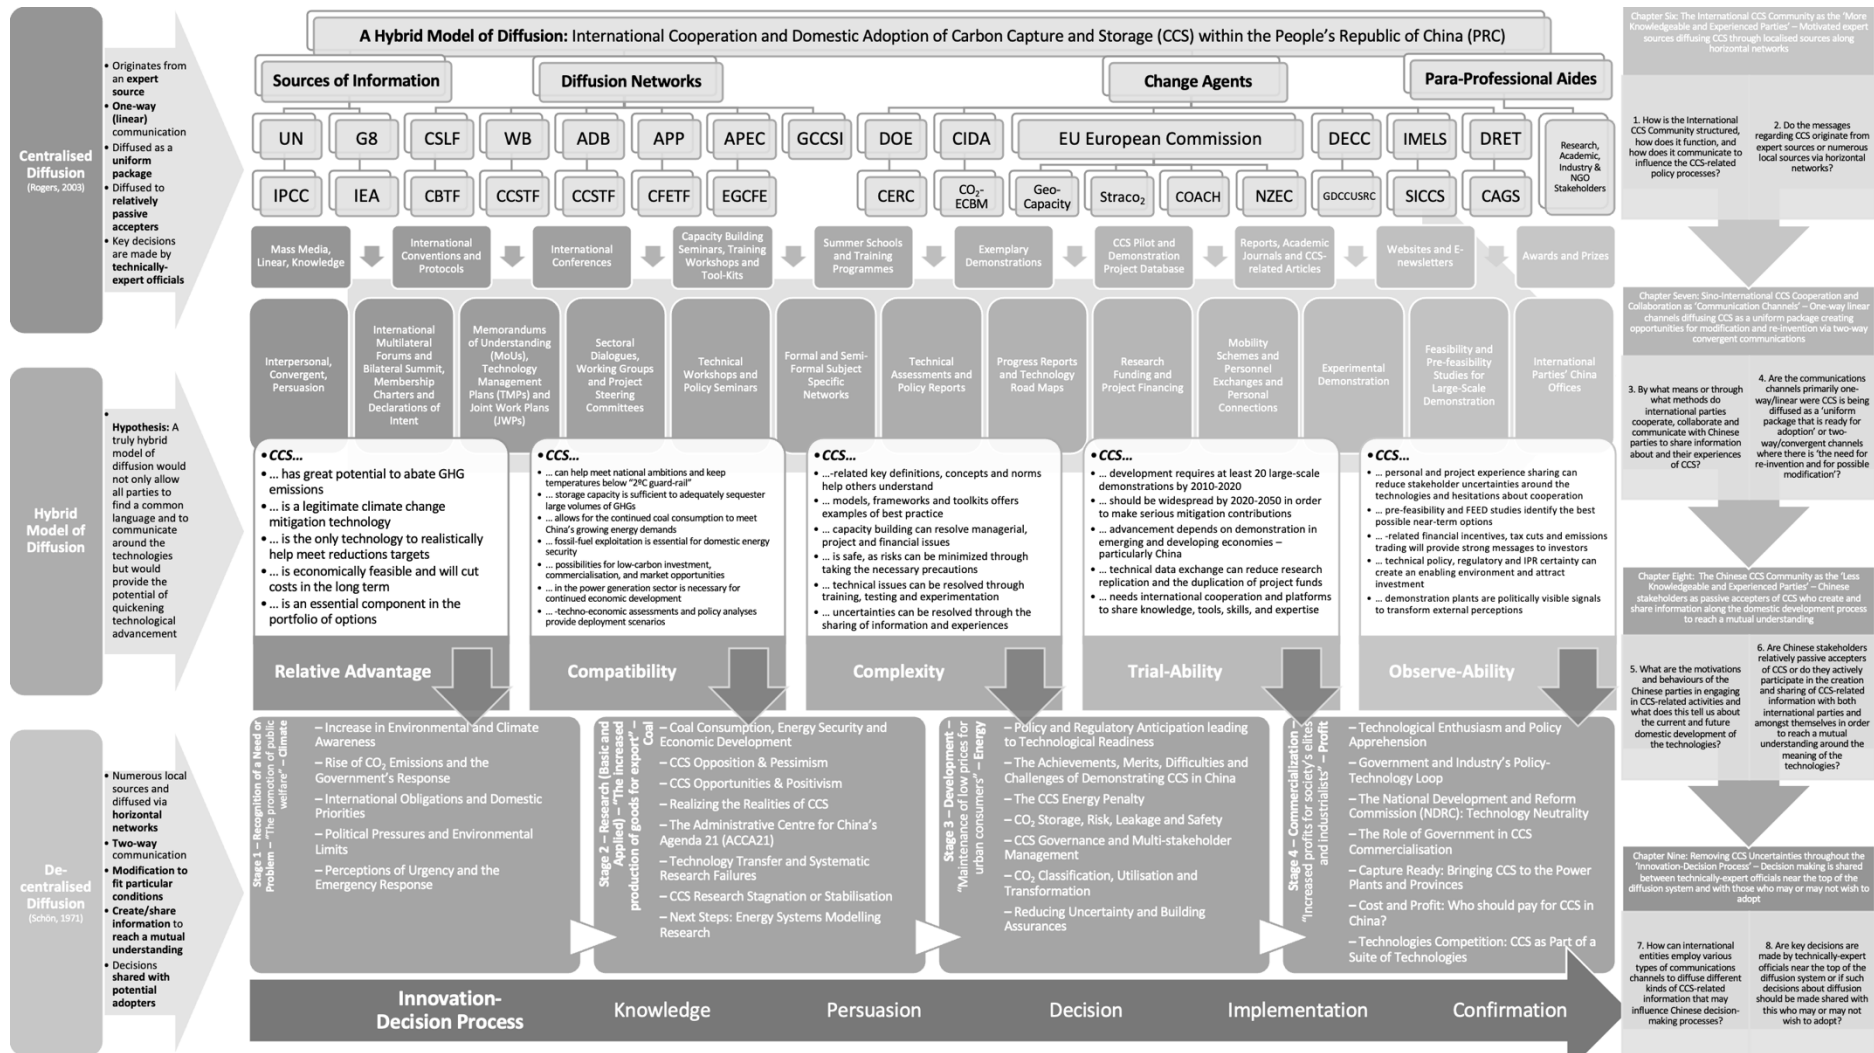 A Hybrid Model of Diffusion: International Cooperation and Domestic Adoption of Carbon Capture and Storage (CCS) within the People's Republic of China (PRC)
Sources of Information
Diffusion Networks
Change Agents
Para-Professional Aides
UN
G8
CSLF
WB
ADB
APP
APEC
GCCSI
DOE
CIDA
EU European Commission
DECC
IMELS
DRET
Research,
Academic,
Industry &
NGO
Stakeholders
IPCC
IEA
CBTF
CCSTF
CCSTF
CFETF
EGCFE
CERC
CO₂-
ECBM
Geo-
Capacity
Straco₂
COACH
NZEC
GDCCUSRC
SICCS
CAGS
Mass Media,
Linear, Knowledge
International
Conventions and
Protocols
International
Conferences
Capacity Building
Seminars, Training
Workshops and
Tool-Kits
Summer Schools
and Training
Programmes
Exemplary
Demonstrations
CCS Pilot and
Demonstration
Project Database
Reports, Academic
Journals and CCS-
related Articles
Websites and E-
newsletters
Awards and Prizes
Interpersonal,
Convergent,
Persuasion
International
Multilateral
Forums and
Bilateral Summit,
Membership
Charters and
Declarations of
Intent
Memorandums
of Understanding
(MoUs),
Technology
Management
Plans (TMPs) and
Joint Work Plans
(JWPs)
Sectoral
Dialogues,
Working Groups
and Project
Steering
Committees
Technical
Workshops and
Policy Seminars
Formal and Semi-
Formal Subject
Specific
Networks
Technical
Assessments and
Policy Reports
Progress Reports
and Technology
Road Maps
Research
Funding and
Project Financing
Mobility
Schemes and
Personnel
Exchanges and
Personal
Connections
Experimental
Demonstration
Feasibility and
Pre-feasibility
Studies for
Large-Scale
Demonstration
International
Parties' China
Offices
• CCS...
• ... has great potential to abate GHG
emissions
• ... is a legitimate climate change
mitigation technology
• ... is the only technology to realistically
help meet reductions targets
• ... is economically feasible and will cut
costs in the long term
• ... is an essential component in the
portfolio of options
Relative Advantage
• CCS...
• ... can help meet national ambitions and keep
temperatures below "2ºC guard-rail"
• ... storage capacity is sufficient to adequately sequester
large volumes of GHGs
• ... allows for the continued coal consumption to meet
China's growing energy demands
• ... fossil-fuel exploitation is essential for domestic energy
security
• ... possibilities for low-carbon investment,
commercialisation, and market opportunities
• ... in the power generation sector is necessary for
continued economic development
• ... -techno-economic assessments and policy analyses
provide deployment scenarios
Compatibility
• CCS...
• ...-related key definitions, concepts and norms
help others understand
• ... models, frameworks and toolkits offers
examples of best practice
• ... capacity building can resolve managerial,
project and financial issues
• ... is safe, as risks can be minimized through
taking the necessary precautions
• ... technical issues can be resolved through
training, testing and experimentation
• ... uncertainties can be resolved through the
sharing of information and experiences
Complexity
• CCS...
• ... development requires at least 20 large-scale
demonstrations by 2010-2020
• ... should be widespread by 2020-2050 in order
to make serious mitigation contributions
• ... advancement depends on demonstration in
emerging and developing economies –
particularly China
• ... technical data exchange can reduce research
replication and the duplication of project funds
• ... needs international cooperation and platforms
to share knowledge, tools, skills, and expertise
Trial-Ability
• CCS...
• ... personal and project experience sharing can
reduce stakeholder uncertainties around the
technologies and hesitations about cooperation
• ... pre-feasibility and FEED studies identify the best
possible near-term options
• ... -related financial incentives, tax cuts and emissions
trading will provide strong messages to investors
• ... technical policy, regulatory and IPR certainty can
create an enabling environment and attract
investment
• ... demonstration plants are politically visible signals
to transform external perceptions
Observe-Ability
Stage 1 – Recognition of a Need or
Problem – "The promotion of public
welfare" – Climate
– Increase in Environmental and Climate
Awareness
– Rise of CO₂ Emissions and the
Government's Response
– International Obligations and Domestic
Priorities
– Political Pressures and Environmental
Limits
– Perceptions of Urgency and the
Emergency Response
Stage 2 – Research (Basic and
Applied) – "The increased
production of goods for export" –
Coal
– Coal Consumption, Energy Security and
Economic Development
– CCS Opposition & Pessimism
– CCS Opportunities & Positivism
– Realizing the Realities of CCS
– The Administrative Centre for China's
Agenda 21 (ACCA21)
– Technology Transfer and Systematic
Research Failures
– CCS Research Stagnation or Stabilisation
– Next Steps: Energy Systems Modelling
Research
Stage 3 – Development –
"Maintenance of low prices for
urban consumers" – Energy
– Policy and Regulatory Anticipation leading
to Technological Readiness
– The Achievements, Merits, Difficulties and
Challenges of Demonstrating CCS in China
– The CCS Energy Penalty
– CO₂ Storage, Risk, Leakage and Safety
– CCS Governance and Multi-stakeholder
Management
– CO₂ Classification, Utilisation and
Transformation
– Reducing Uncertainty and Building
Assurances
Stage 4 – Commercialization –
"Increased profits for society's elites
and industrialists" – Profit
– Technological Enthusiasm and Policy
Apprehension
– Government and Industry's Policy-
Technology Loop
– The National Development and Reform
Commission (NDRC): Technology Neutrality
– The Role of Government in CCS
Commercialisation
– Capture Ready: Bringing CCS to the Power
Plants and Provinces
– Cost and Profit: Who should pay for CCS in
China?
– Technologies Competition: CCS as Part of a
Suite of Technologies
Innovation-
Decision Process
Knowledge
Persuasion
Decision
Implementation
Confirmation
Centralised
Diffusion
(Rogers, 2003)
• Originates from
an expert
source
• One-way
(linear)
communication
• Diffused as a
uniform
package
• Diffused to
relatively
passive
accepters
• Key decisions
are made by
technically-
expert officials
Hybrid
Model of
Diffusion
•
Hypothesis: A
truly hybrid
model of
diffusion would
not only allow
all parties to
find a common
language and to
communicate
around the
technologies
but would
provide the
potential of
quickening
technological
advancement
De-
centralised
Diffusion
(Schön, 1971)
• Numerous local
sources and
diffused via
horizontal
networks
• Two-way
communication
• Modification to
fit particular
conditions
• Create/share
information to
reach a mutual
understanding
• Decisions
shared with
potential
adopters
Chapter Six: The International CCS Community as the 'More
Knowledgeable and Experienced Parties' – Motivated expert
sources diffusing CCS through localised sources along
horizontal networks
1. How is the International
CCS Community structured,
how does it function, and
how does it communicate to
influence the CCS-related
policy processes?
2. Do the messages
regarding CCS originate from
expert sources or numerous
local sources via horizontal
networks?
Chapter Seven: Sino-International CCS Cooperation and
Collaboration as 'Communication Channels' – One-way linear
channels diffusing CCS as a uniform package creating
opportunities for modification and re-invention via two-way
convergent communications
3. By what means or through
what methods do
international parties
cooperate, collaborate and
communicate with Chinese
parties to share information
about and their experiences
of CCS?
4. Are the communications
channels primarily one-
way/linear were CCS is being
diffused as a 'uniform
package that is ready for
adoption' or two-
way/convergent channels
where there is 'the need for
re-invention and for possible
modification'?
Chapter Eight: The Chinese CCS Community as the 'Less
Knowledgeable and Experienced Parties' – Chinese
stakeholders as passive accepters of CCS who create and
share information along the domestic development process
to reach a mutual understanding
5. What are the motivations
and behaviours of the
Chinese parties in engaging
in CCS-related activities and
what does this tell us about
the current and future
domestic development of
the technologies?
6. Are Chinese stakeholders
relatively passive accepters
of CCS or do they actively
participate in the creation
and sharing of CCS-related
information with both
international parties and
amongst themselves in order
to reach a mutual
understanding around the
meaning of the
technologies?
Chapter Nine: Removing CCS Uncertainties throughout the
'Innovation-Decision Process' – Decision making is shared
between technically-expert officials near the top of the
diffusion system and with those who may or may not wish to
adopt
7. How can international
entities employ various
types of communications
channels to diffuse different
kinds of CCS-related
information that may
influence Chinese decision-
making processes?
8. Are key decisions are
made by technically-expert
officials near the top of the
diffusion system or if such
decisions about diffusion
should be made shared with
this who may or may not
wish to adopt?